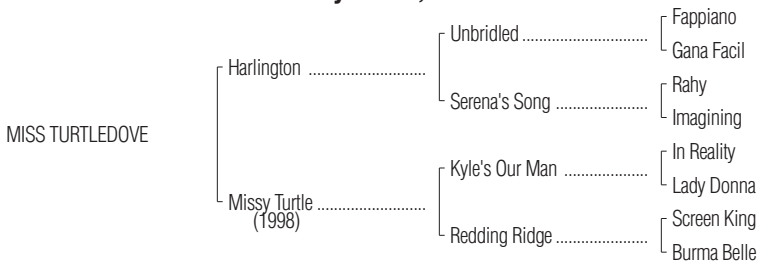 Fappiano
Unbridled
Gana Facil
Harlington
Rahy
Serena's Song
Imagining
MISS TURTLEDOVE
In Reality
Kyle's Our Man
Lady Donna
Missy Turtle
(1998)
Screen King
Redding Ridge
Burma Belle